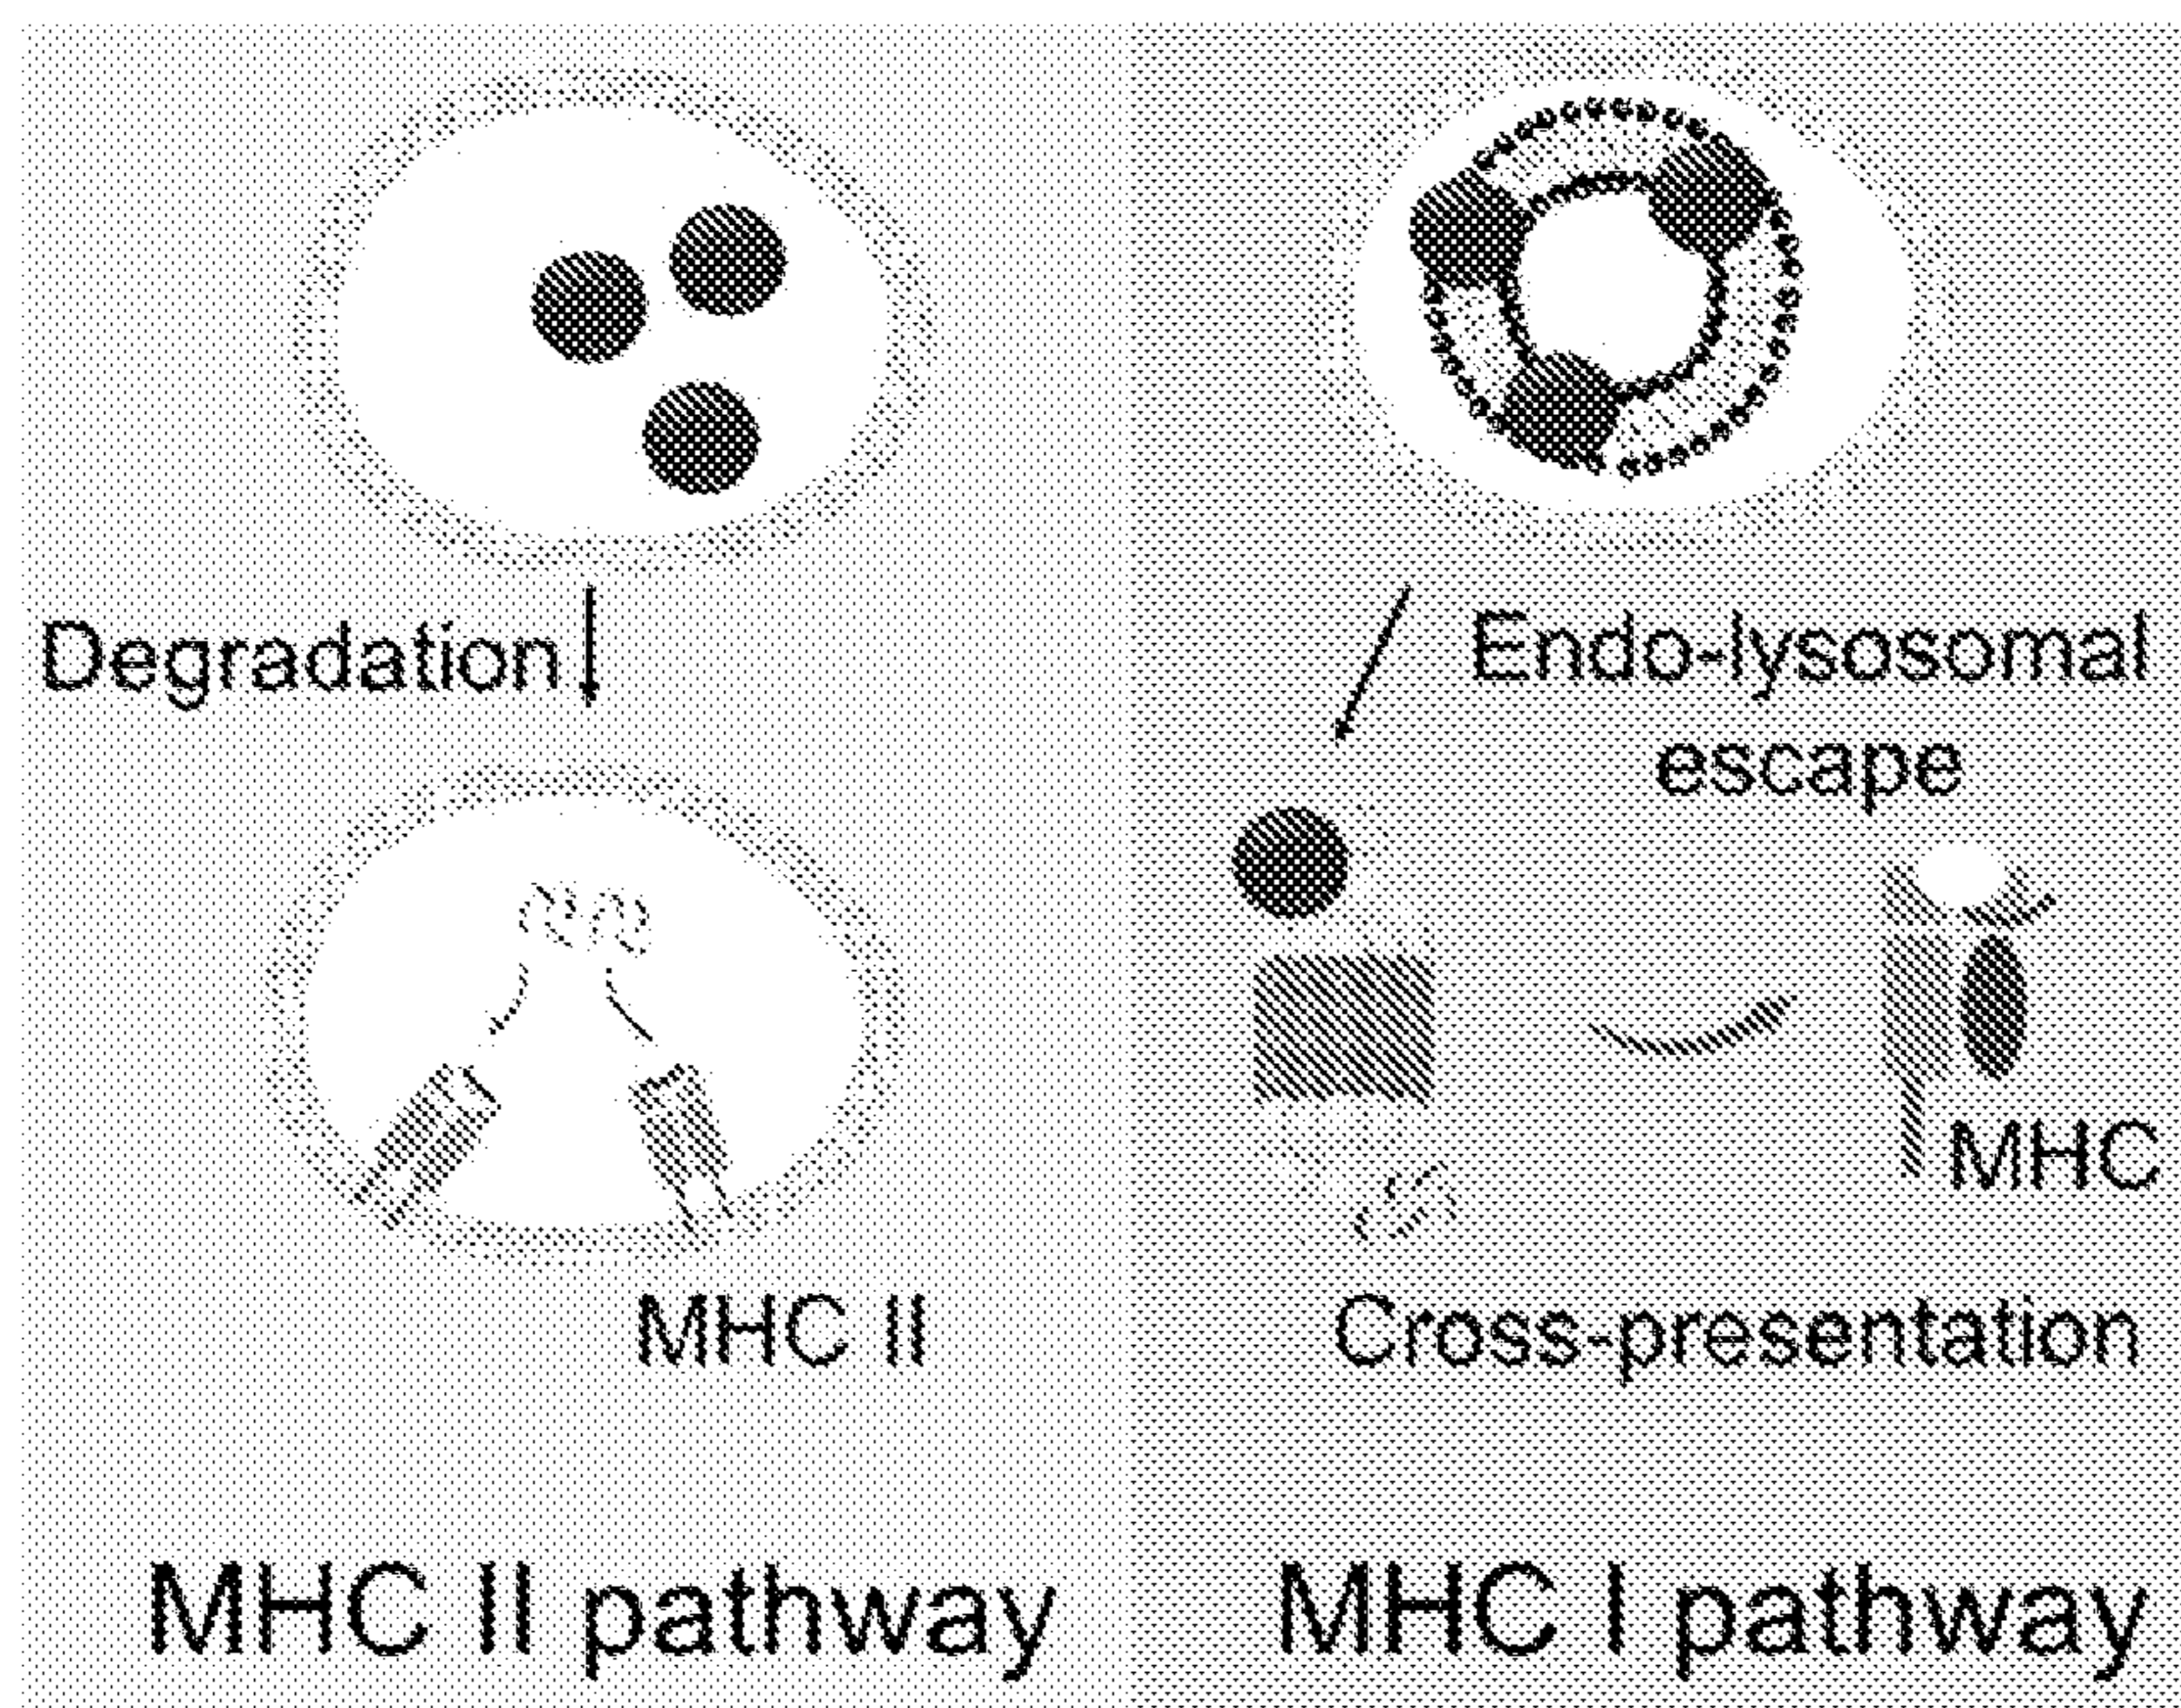 Degradation
Endo-lysosomal
escape
MHC
MHC II
Cross-presentation
MHC II pathway
MHC I pathway